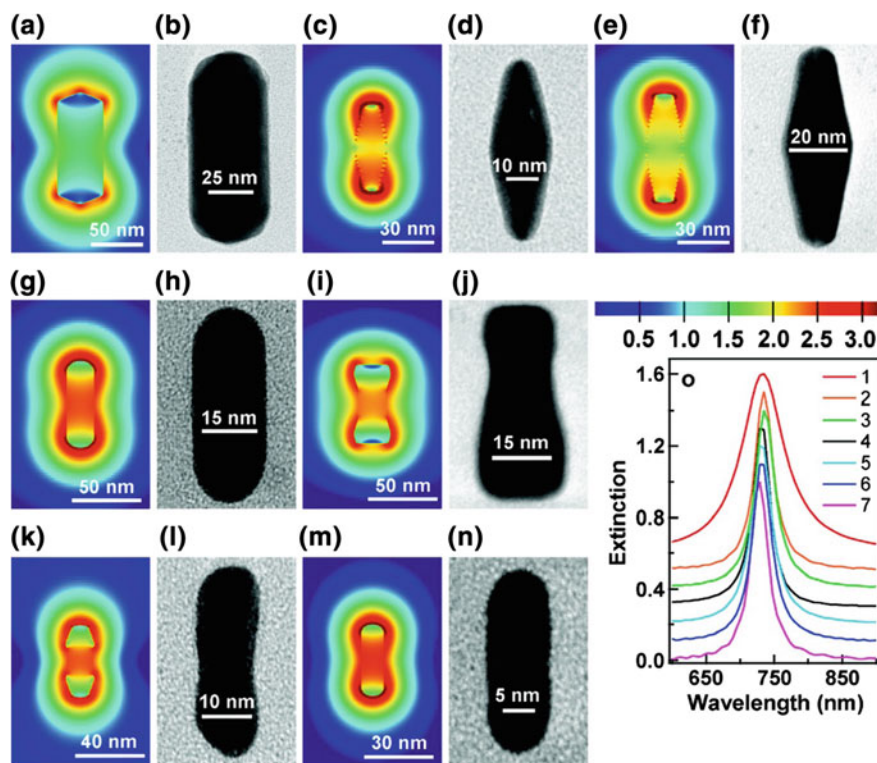 (a) (b) (c) (d) (e) (f)
50 nm 25 nm 30 nm 10 nm 30 nm 20 nm
(g) (h) (i) (j)
50 nm 15 nm 50 nm 15 nm
0.5 1.0 1.5 2.0 2.5 3.0
o
1
2
3
4
5
6
7
1.6
1.2
0.8
0.4
0.0
Extinction
650 750 850
Wavelength (nm)
(k) (l) (m) (n)
40 nm 10 nm 30 nm 5 nm